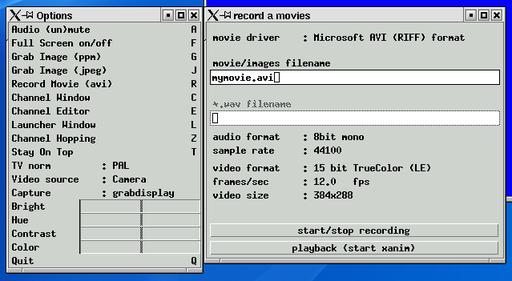 Options
Audio (un)mute A
Full Screen on/off F
Grab Image (ppm) G
Grab Image (jpeg) J
Record Movie (avi) R
Channel Window C
Channel Editor E
Launcher Window L
Channel Hopping Z
Stay On Top T
TV norm : PAL
Video source : Camera
Capture : grabdisplay
Bright
Hue
Contrast
Color
Quit Q
record a movies
movie driver : Microsoft AVI (RIFF) format
movie/images filename
mymovie.avi
*.wav filename
audio format : 8bit mono
sample rate : 44100
video format : 15 bit TrueColor (LE)
frames/sec : 12.0 fps
video size : 384x288
start/stop recording
playback (start xanim)